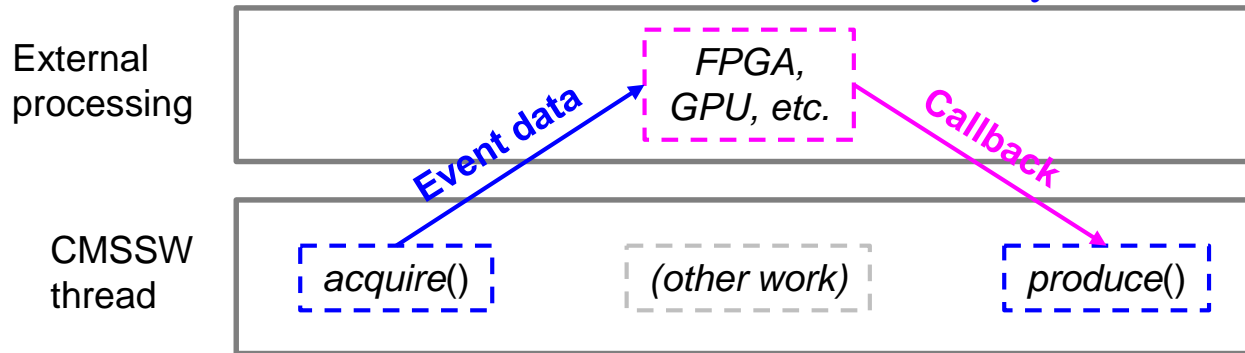 External
processing
FPGA,
GPU, etc.
Event data
Callback
CMSSW
thread
acquire()
(other work)
produce()